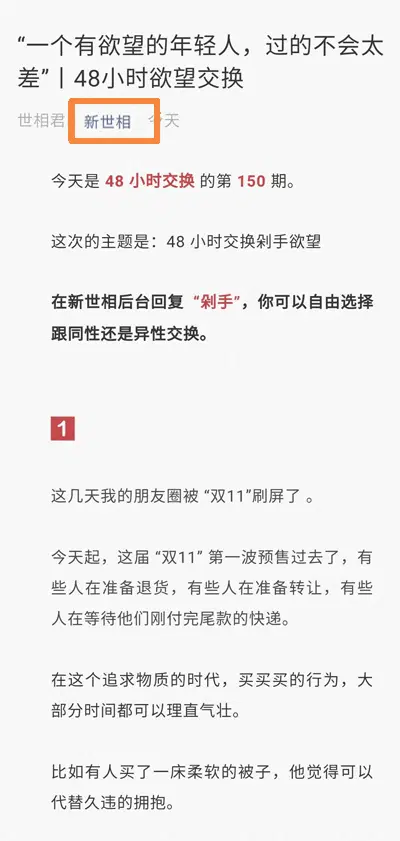 “一个有欲望的年轻人，过的不会太
差”丨48小时欲望交换
世相君 新世相 今天
今天是 48 小时交换 的第 150 期。
这次的主题是：48 小时交换剁手欲望
在新世相后台回复 “剁手”，你可以自由选择
跟同性还是异性交换。
1
这几天我的朋友圈被 “双11”刷屏了 。
今天起，这届 “双11” 第一波预售过去了，有
些人在准备退货，有些人在准备转让，有些
人在等待他们刚付完尾款的快递。
在这个追求物质的时代，买买买的行为，大
部分时间都可以理直气壮。
比如有人买了一床柔软的被子，他觉得可以
代替久违的拥抱。